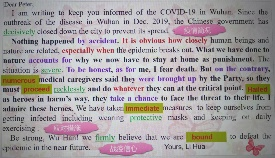 Dear Peter,
I am writing to keep you informed of the COVID-19 in Wuhan. Since the
outbreak of the disease in Wuhan in Dec. 2019, the Chinese government has
decisively closed down the city to prevent its spread.
Nothing happens by accident. It is obvious how closely human beings and
nature are related, especially when the epidemic breaks out. What we have done to
nature accounts for why we now have to stay at home as punishment. The
situation is severe. To be honest, as for me, I fear death. But on the contrary,
numerous medical caregivers said they were brought up by the Party, so they
must proceed recklessly and do whatever they can at the critical point. Hailed
as heroes in harm's way, they take a chance to face the threat to their life. I
admire these heroes. We have taken immediate measures to keep ourselves from
getting infected including wearing protective masks and keeping on daily
exercising
Be strong, Wu Han! We firmly believe that we are bound to defeat the
epidemic in the near future. Yours, Li Hua